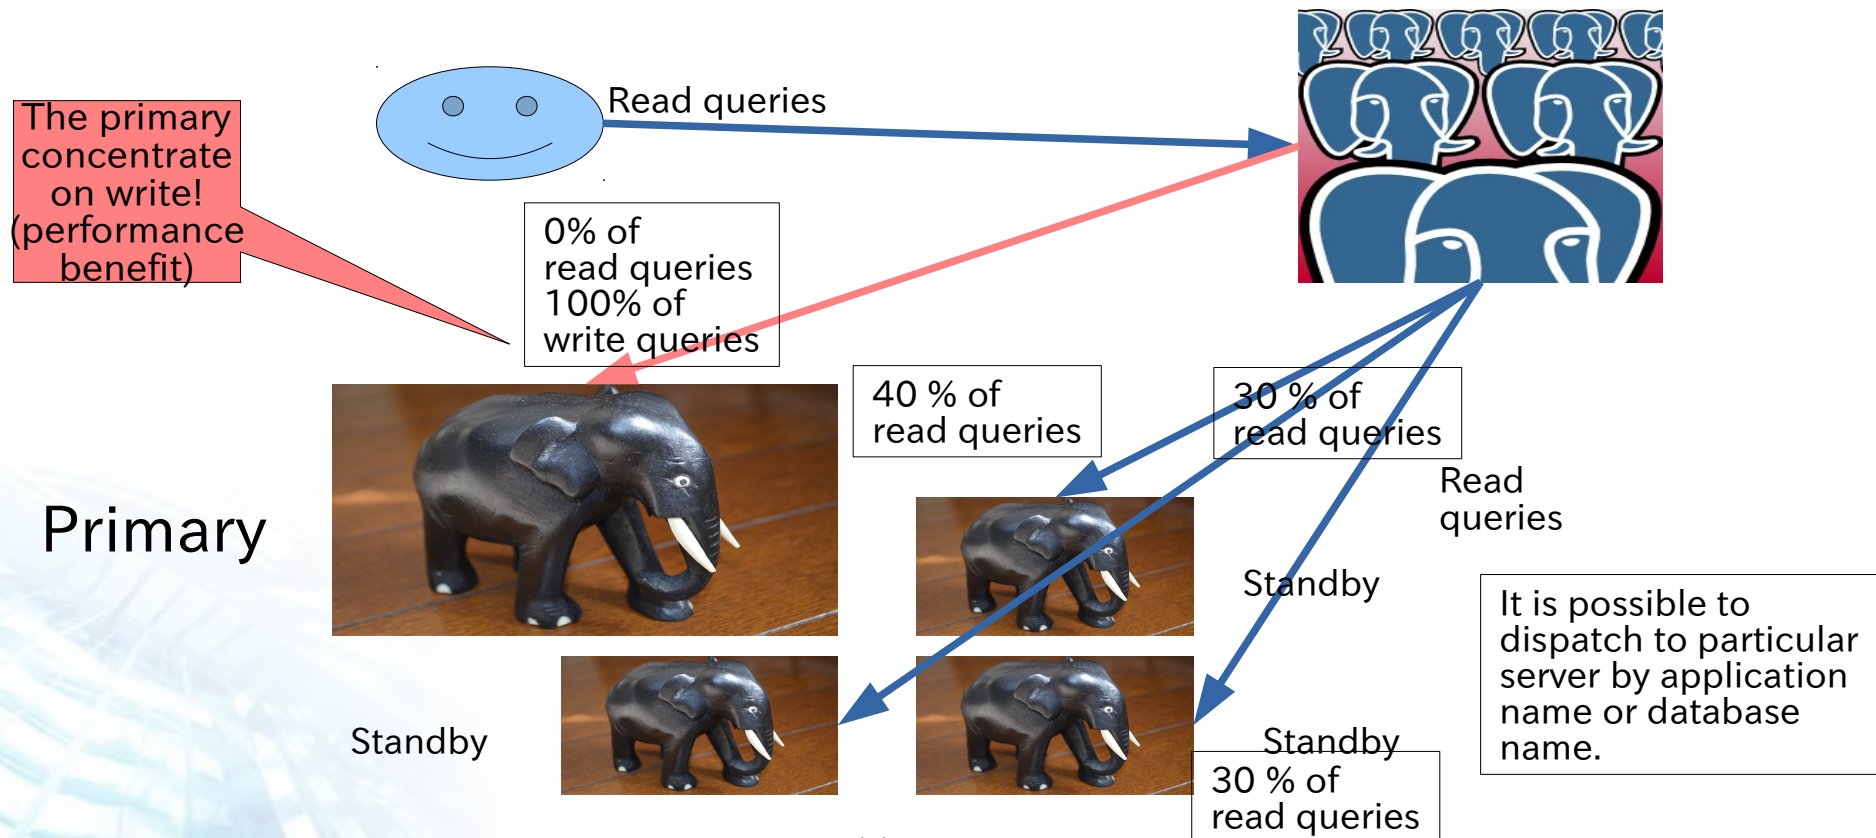 Read queries
The primary
concentrate
on write!
(performance
benefit)
0% of
read queries
100% of
write queries
40 % of
read queries
30 % of
read queries
Read
queries
Primary
Standby
It is possible to
dispatch to particular
server by application
name or database
name.
Standby
Standby
30 % of
read queries